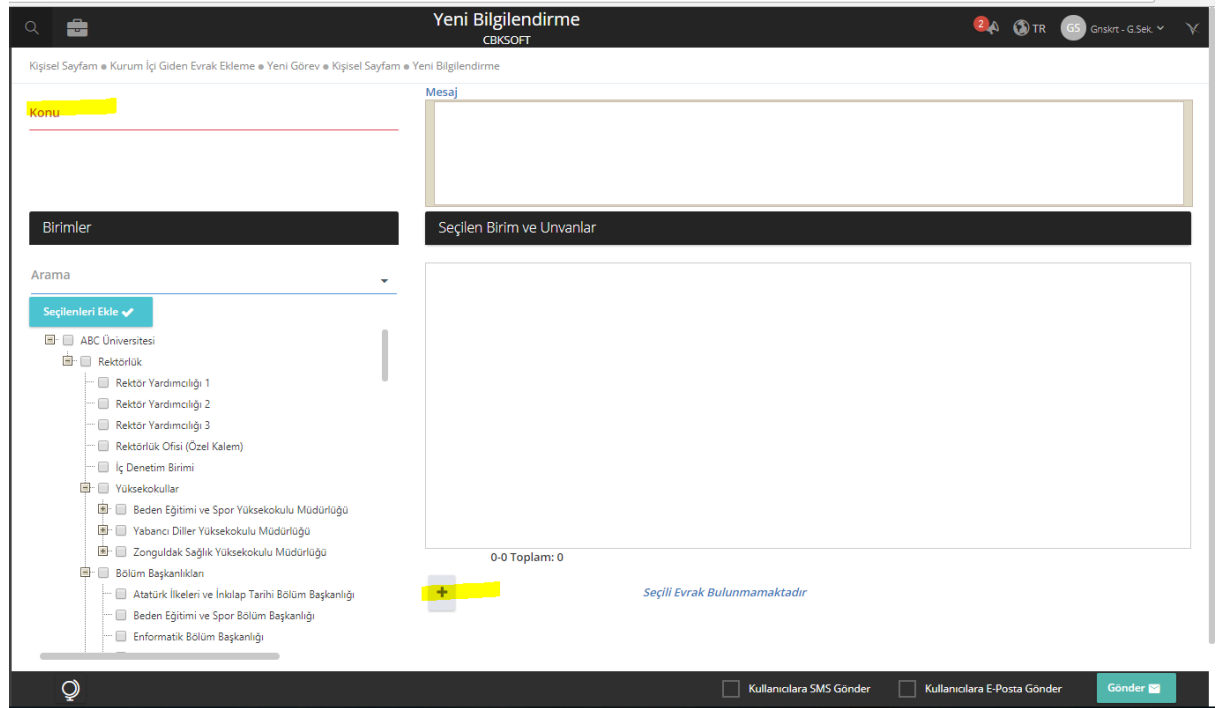 Yeni Bilgilendirme
CBKSOFT
2
TR
GS
Gnskrt - G.Sek.
Kişisel Sayfam ● Kurum İçi Giden Evrak Ekleme ● Yeni Görev ● Kişisel Sayfam ● Yeni Bilgilendirme
Konu
Mesaj
Birimler
Arama
Seçilenleri Ekle
ABC Üniversitesi
Rektörlük
Rektör Yardımcılığı 1
Rektör Yardımcılığı 2
Rektör Yardımcılığı 3
Rektörlük Ofisi (Özel Kalem)
İç Denetim Birimi
Yüksekokullar
Beden Eğitimi ve Spor Yüksekokulu Müdürlüğü
Yabancı Diller Yüksekokulu Müdürlüğü
Zonguldak Sağlık Yüksekokulu Müdürlüğü
Bölüm Başkanlıkları
Atatürk İlkeleri ve İnkılap Tarihi Bölüm Başkanlığı
Beden Eğitimi ve Spor Bölüm Başkanlığı
Enformatik Bölüm Başkanlığı
Seçilen Birim ve Unvanlar
0-0 Toplam: 0
+
Seçili Evrak Bulunmamaktadır
Kullanıcılara SMS Gönder
Kullanıcılara E-Posta Gönder
Gönder